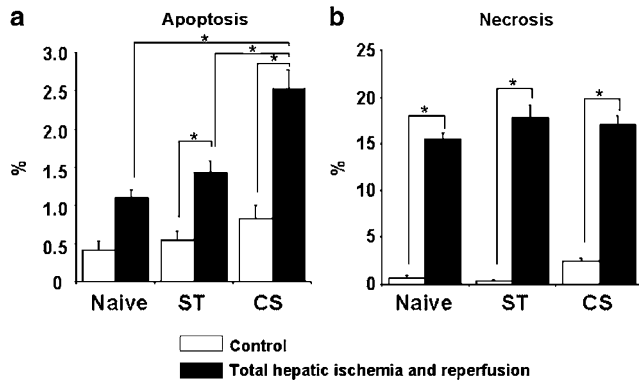 a
Apoptosis
b
Necrosis
3.0
2.5
2.0
1.5
1.0
0.5
0
%
* * * *
Naive ST CS
25
20
15
10
5
0
%
* * *
Naive ST CS
Control
Total hepatic ischemia and reperfusion